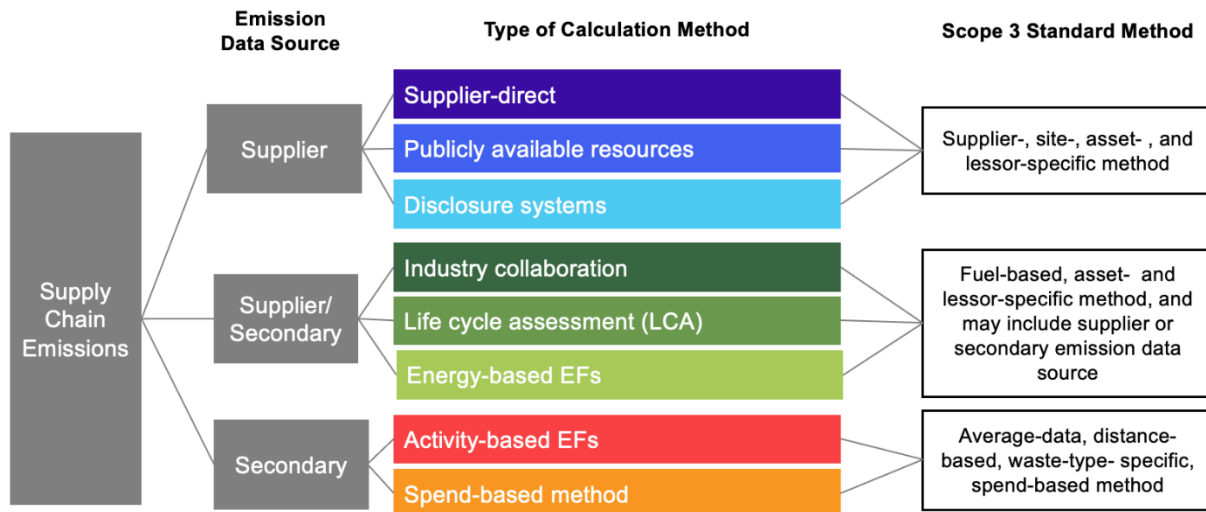 Emission
Data Source
Type of Calculation Method
Scope 3 Standard Method
Supply
Chain
Emissions
Supplier
Supplier-direct
Publicly available resources
Disclosure systems
Supplier-, site-, asset- , and
lessor-specific method
Supplier/
Secondary
Industry collaboration
Life cycle assessment (LCA)
Energy-based EFs
Fuel-based, asset- and
lessor-specific method, and
may include supplier or
secondary emission data
source
Secondary
Activity-based EFs
Spend-based method
Average-data, distance-
based, waste-type- specific,
spend-based method